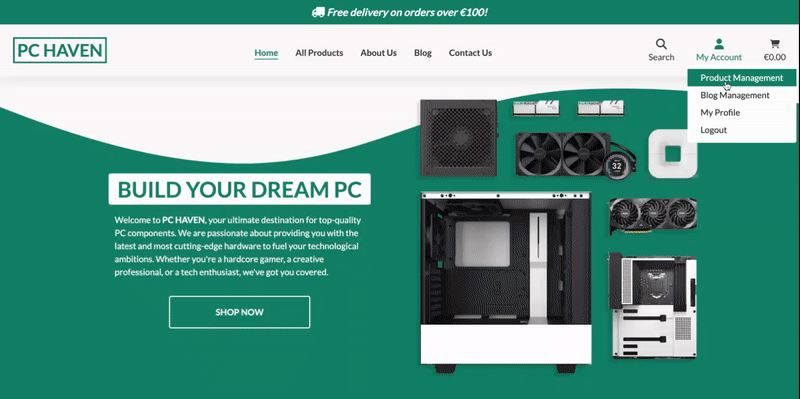 Free delivery on orders over €100!
PC HAVEN
Home
All Products
About Us
Blog
Contact Us
Search
My Account
€0.00
Product Management
Blog Management
My Profile
Logout
32
BUILD YOUR DREAM PC
Welcome to PC HAVEN, your ultimate destination for top-quality
PC components. We are passionate about providing you with the
latest and most cutting-edge hardware to fuel your technological
ambitions. Whether you're a hardcore gamer, a creative
professional, or a tech enthusiast, we've got you covered.
SHOP NOW